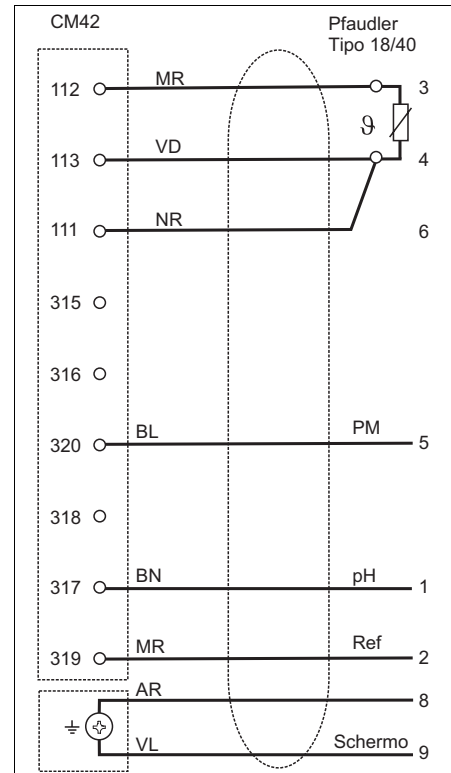 CM42 Pfaudler
Tipo 18/40
112 MR 3
ϑ
113 VD 4
111 NR 6
315
316
320 BL PM 5
318
317 BN pH 1
319 MR Ref 2
AR 8
VL Schermo 9